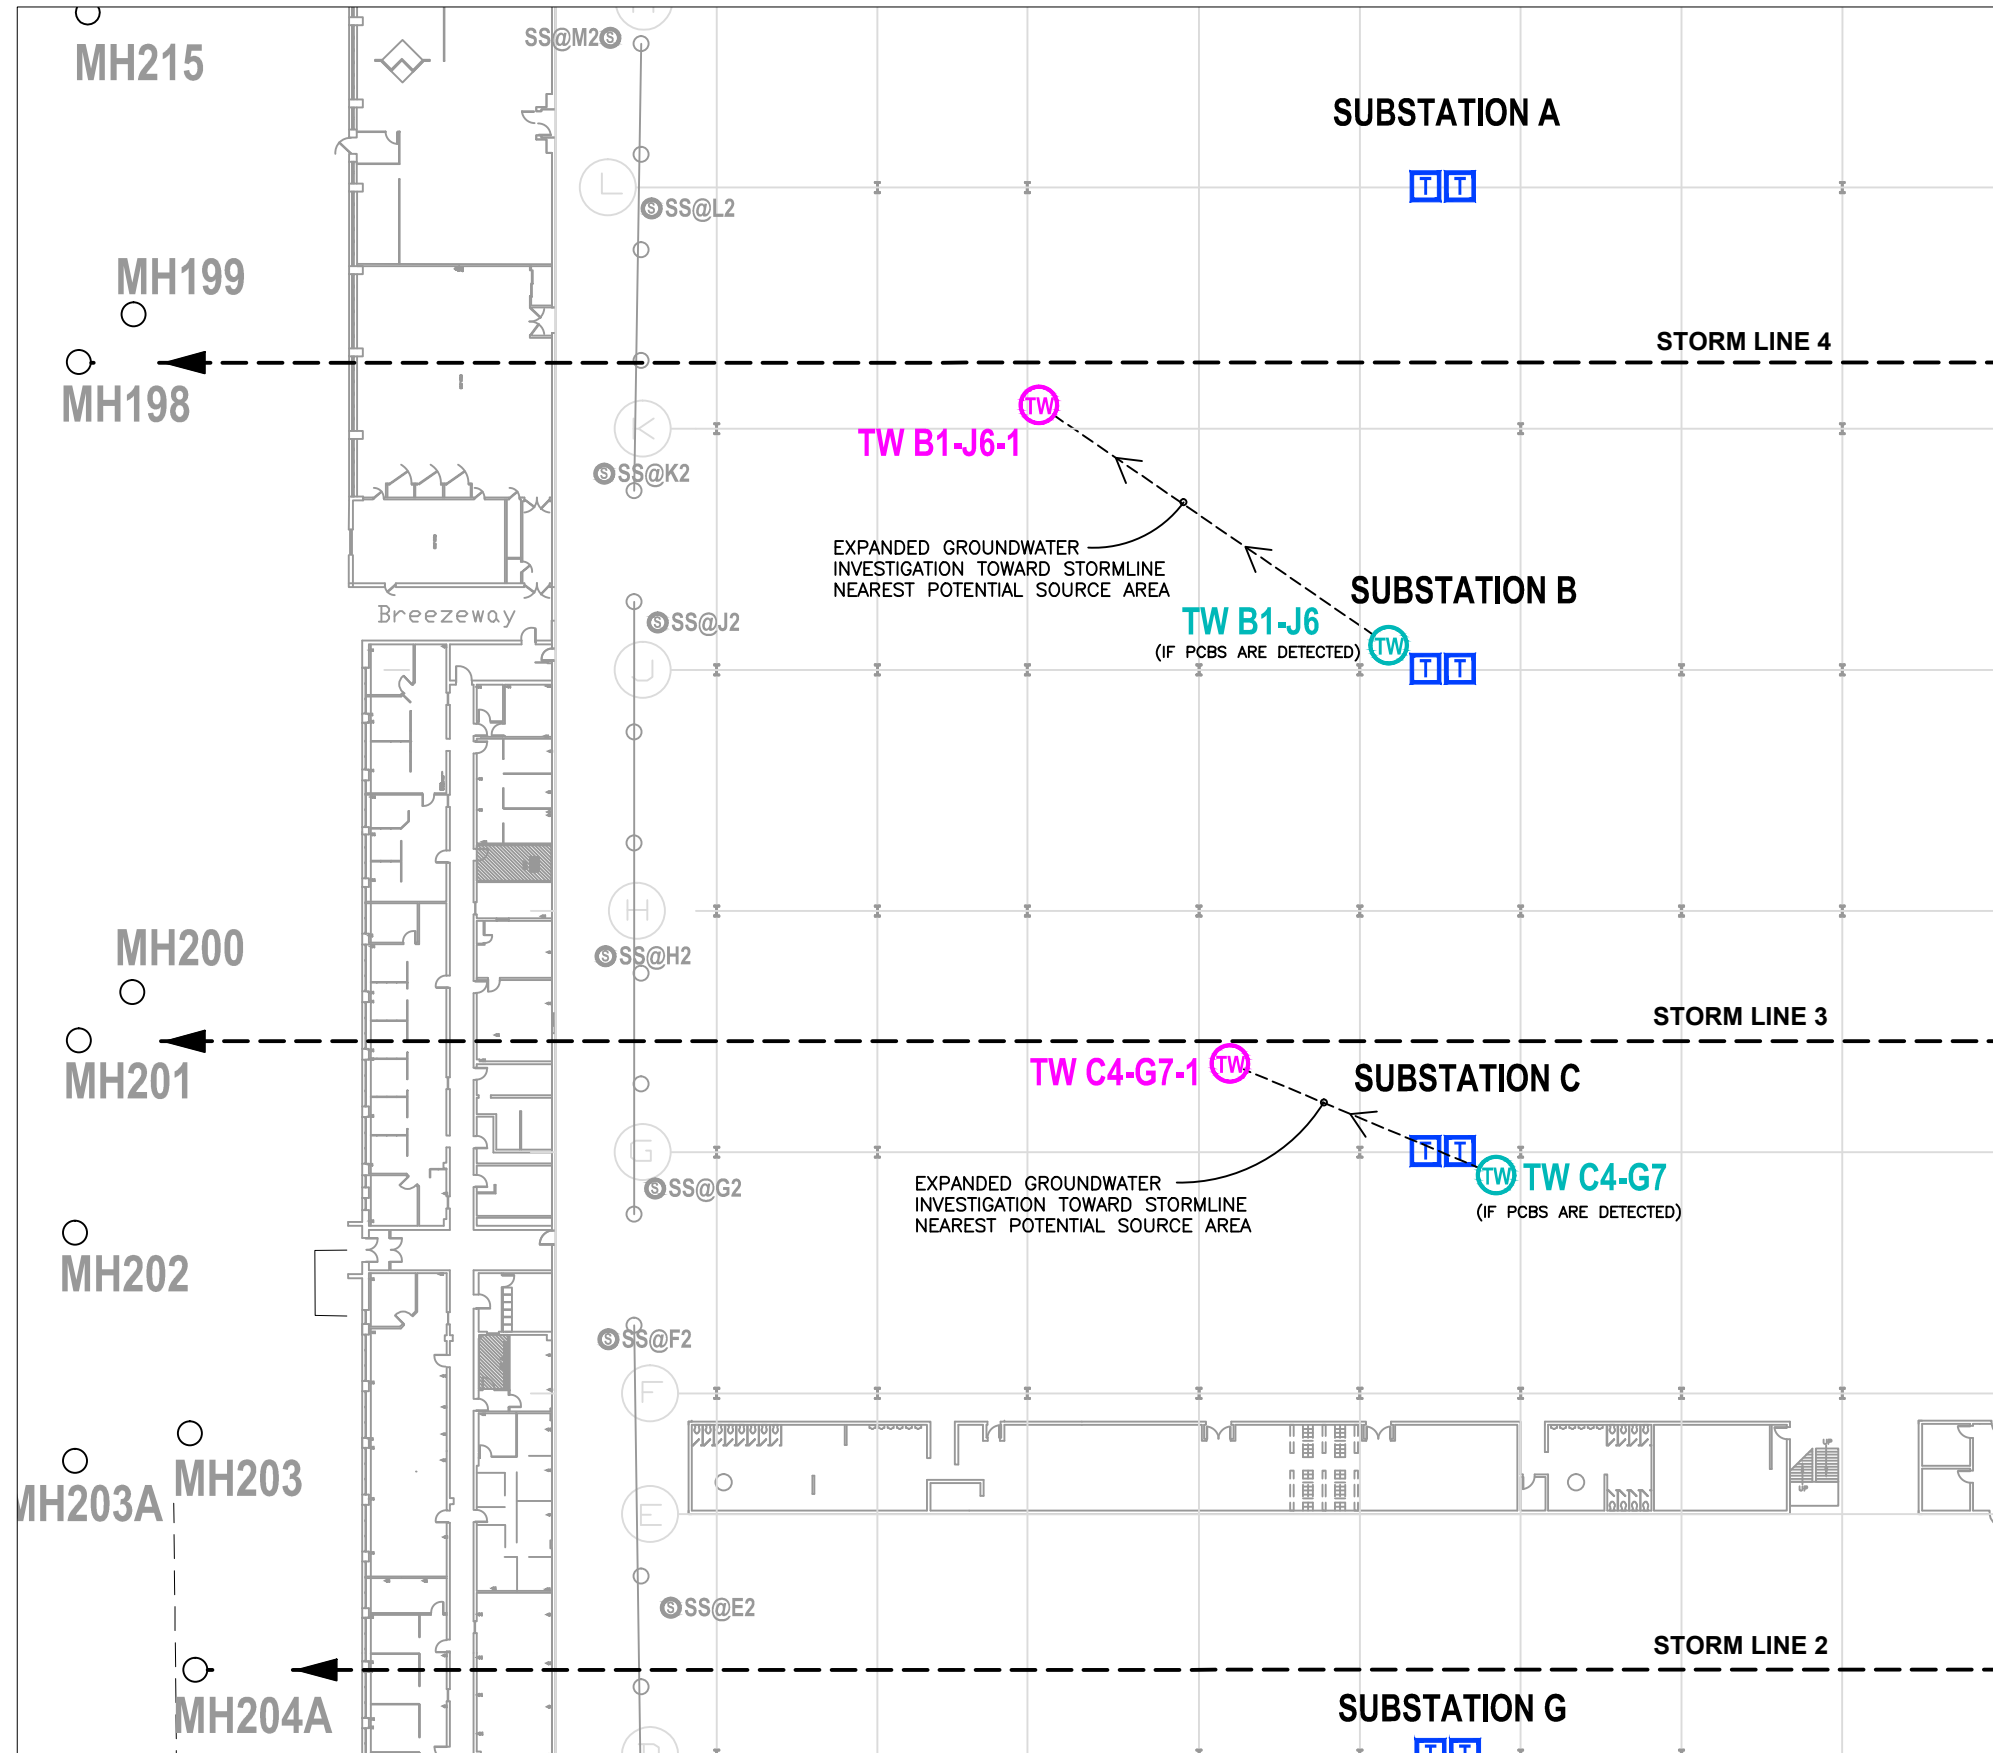 MH215
SS@M2
S
SUBSTATION A
L
T T
S
SS@L2
MH199
STORM LINE 4
MH198
TW
K
TW B1-J6-1
S
SS@K2
EXPANDED GROUNDWATER
INVESTIGATION TOWARD STORMLINE
NEAREST POTENTIAL SOURCE AREA
SUBSTATION B
Breezeway
S
SS@J2
TW B1-J6
(IF PCBS ARE DETECTED)
TW
J
T T
H
MH200
S
SS@H2
STORM LINE 3
MH201
TW C4-G7-1
TW
SUBSTATION C
G
T T
EXPANDED GROUNDWATER
INVESTIGATION TOWARD STORMLINE
NEAREST POTENTIAL SOURCE AREA
TW
TW C4-G7
(IF PCBS ARE DETECTED)
S
SS@G2
MH202
S
SS@F2
F
UP
MH203
MH203A
UP
E
S
SS@E2
STORM LINE 2
MH204A
SUBSTATION G
T T